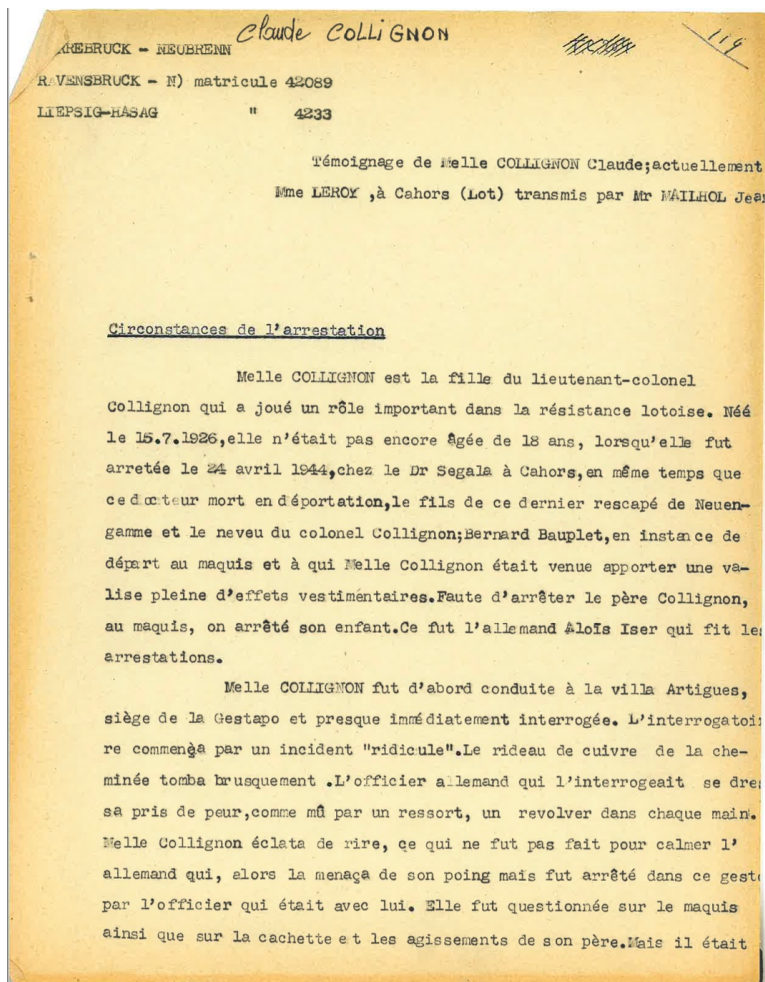 Claude COLLIGNON
119
RREBRUCK - NEUBRENN
RAVENSBRUCK - N) matricule 42089
LIEPSIG-HASAG " 4233
Témoignage de Melle COLLIGNON Claude;actuellement
Mme LEROY ,à Cahors (Lot) transmis par Mr MAILHOL Jea
Circonstances de l'arrestation
Melle COLLIGNON est la fille du lieutenant-colonel
Collignon qui a joué un rôle important dans la résistance lotoise. Néé
le 15.7.1926,elle n'était pas encore âgée de 18 ans, lorsqu'elle fut
arretée le 24 avril 1944,chez le Dr Segala à Cahors,en même temps que
ce docteur mort en déportation,le fils de ce dernier rescapé de Neuen-
gamme et le neveu du colonel Collignon;Bernard Bauplet,en instance de
départ au maquis et à qui Melle Collignon était venue apporter une va-
lise pleine d'effets vestimentaires.Faute d'arrêter le père Collignon,
au maquis, on arrêté son enfant.Ce fut l'allemand Aloïs Iser qui fit les
arrestations.
Melle COLLIGNON fut d'abord conduite à la villa Artigues,
siège de la Gestapo et presque immédiatement interrogée. L'interrogatoi
re commença par un incident "ridicule".Le rideau de cuivre de la che-
minée tomba brusquement .L'officier allemand qui l'interrogeait se dres
sa pris de peur,comme mû par un ressort, un revolver dans chaque main.
Melle Collignon éclata de rire, ce qui ne fut pas fait pour calmer l'
allemand qui, alors la menaça de son poing mais fut arrêté dans ce geste
par l'officier qui était avec lui. Elle fut questionnée sur le maquis
ainsi que sur la cachette et les agissements de son père.Mais il était